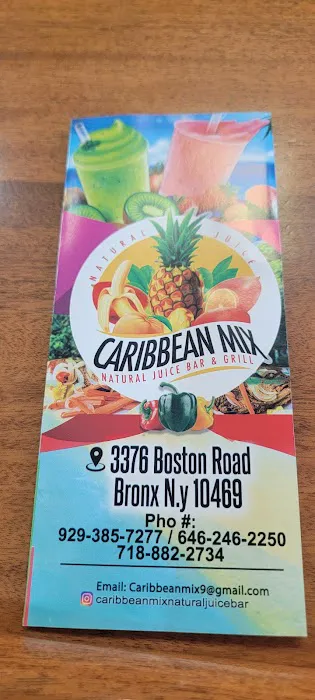 NATURAL JUICE
CARIBBEAN MIX
NATURAL JUICE BAR & GRILL
3376 Boston Road
Bronx N.y 10469
Pho #:
929-385-7277 / 646-246-2250
718-882-2734
Email: Caribbeanmix9@gmail.com
caribbeanmixnaturaljuicebar